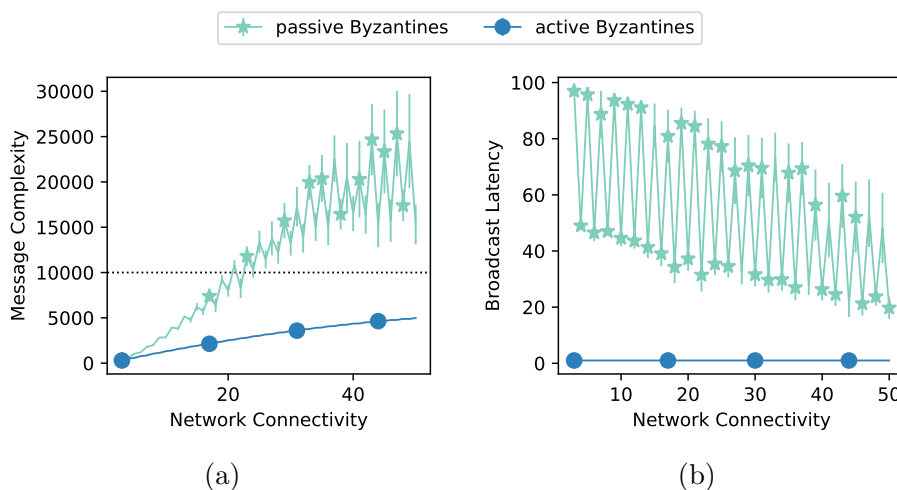 passive Byzantines
active Byzantines
Message Complexity
30000
25000
20000
15000
10000
5000
0
20
40
Network Connectivity
(a)
Broadcast Latency
100
80
60
40
20
0
10
20
30
40
50
Network Connectivity
(b)